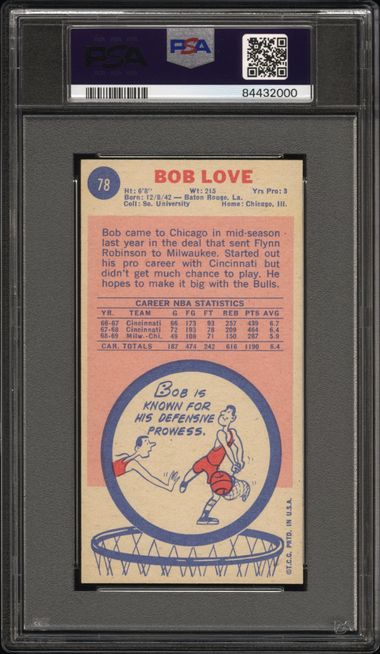 PSA
PSA
84432000
78
BOB LOVE
Ht: 6'8" Wt: 215 Yrs Pro: 3
Born: 12/8/42 — Baton Rouge, La.
Coll: So. University Home: Chicago, Ill.
Bob came to Chicago in mid-season
last year in the deal that sent Flynn
Robinson to Milwaukee. Started out
his pro career with Cincinnati but
didn't get much chance to play. He
hopes to make it big with the Bulls.
CAREER NBA STATISTICS
YR. TEAM G FG FT REB PTS AVG
66-67 Cincinnati 66 173 93 257 439 6.7
67-68 Cincinnati 72 193 78 209 464 6.4
68-69 Milw.-Chi. 49 108 71 150 287 5.9
CAR. TOTALS 187 474 242 616 1190 6.4
BOB IS
KNOWN FOR
HIS DEFENSIVE
PROWESS.
©T.C.G. PRTD. IN U.S.A.